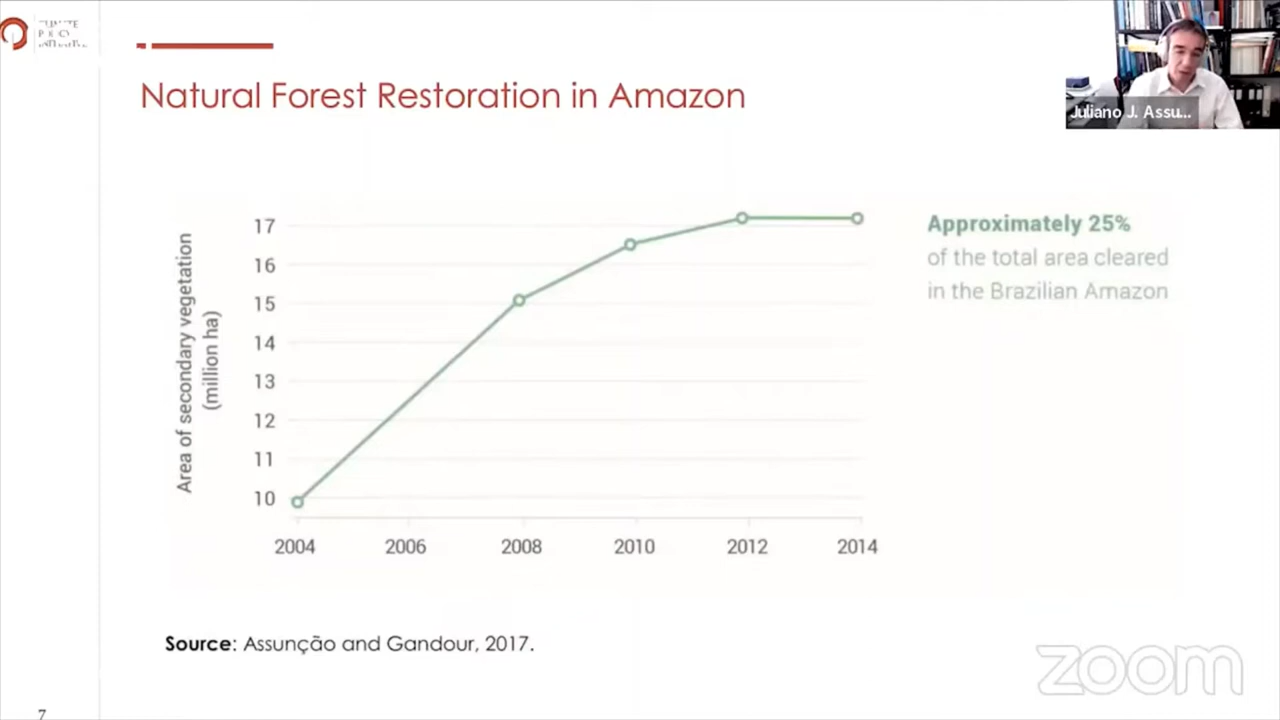 Natural Forest Restoration in Amazon
Juliano J. Assu...
Area of secondary vegetation
(million ha)
17
16
15
14
13
12
11
10
2004 2006 2008 2010 2012 2014
Approximately 25%
of the total area cleared
in the Brazilian Amazon
Source: Assunção and Gandour, 2017.
zoom
7